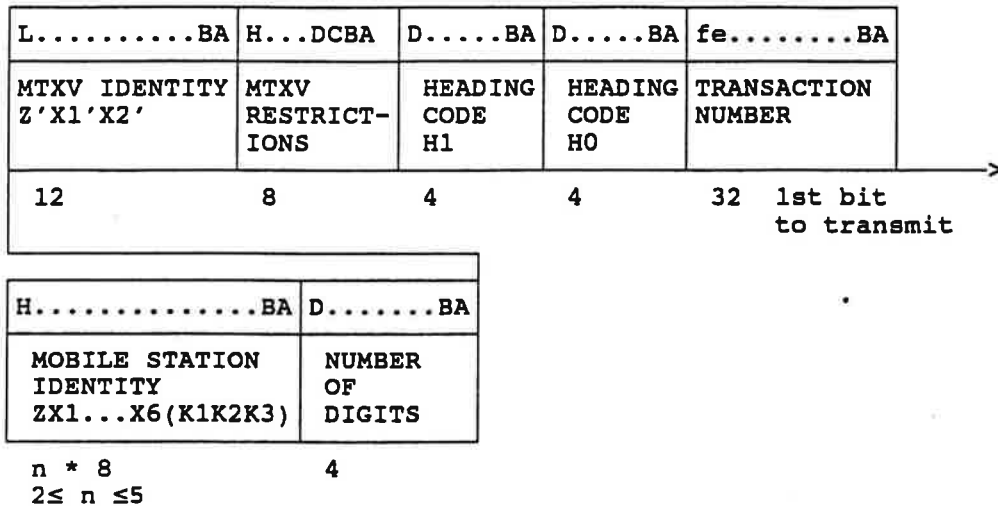 L..........BA H...DCBA D.....BA D.....BA fe........BA
MTXV IDENTITY MTXV HEADING HEADING TRANSACTION
Z'X1'X2' RESTRICT- CODE CODE NUMBER
IONS H1 H0
12 8 4 4 32 1st bit
to transmit
H..............BA D.......BA
MOBILE STATION NUMBER
IDENTITY OF
ZX1...X6(K1K2K3) DIGITS
n * 8 4
2≤ n ≤5